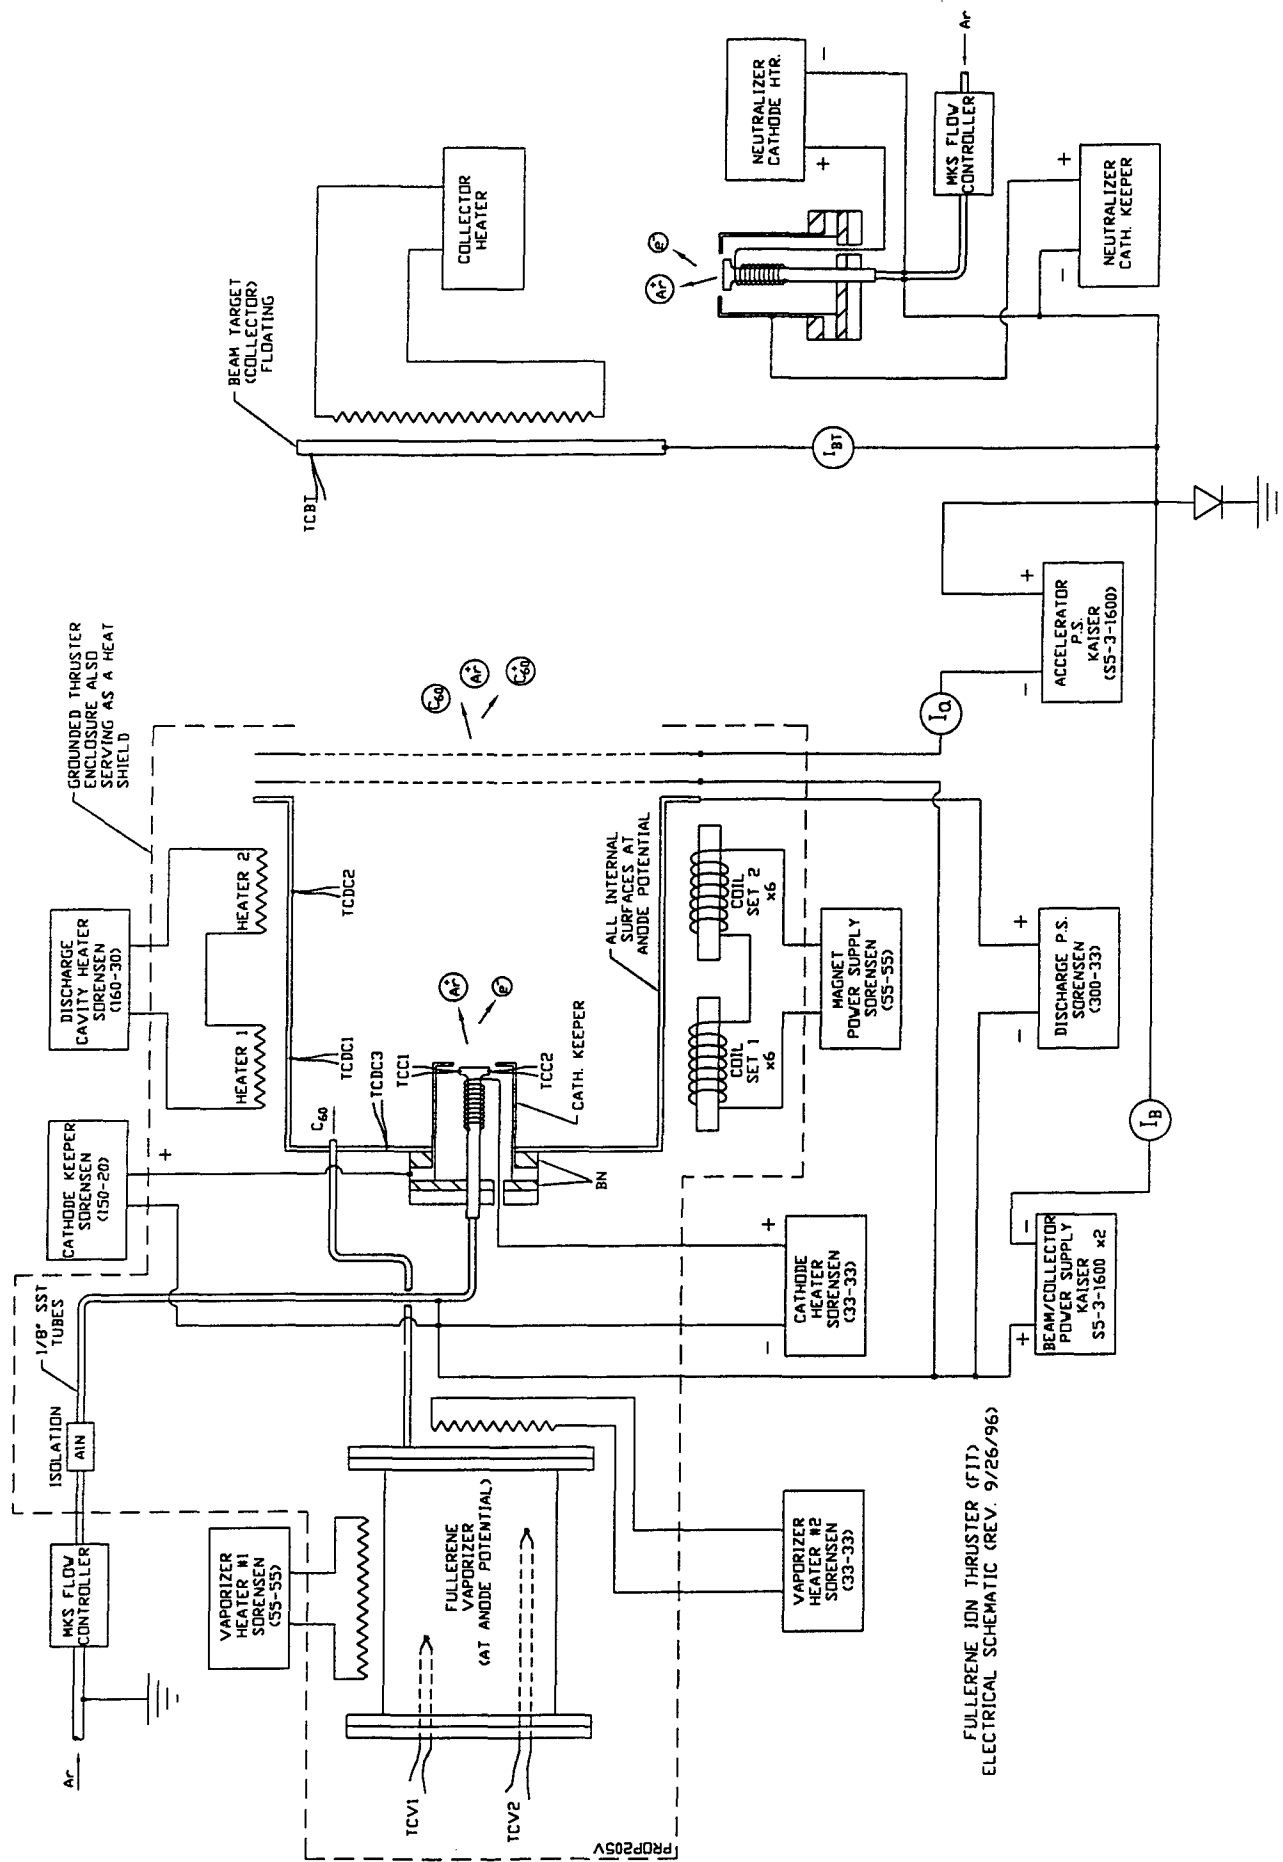 Ar
MKS FLOW
CONTROLLER
ISOLATION
AlN
1/8" SST
TUBES
CATHODE KEEPER
SORENSEN
(150-20)
+
DISCHARGE
CAVITY HEATER
SORENSEN
(160-30)
GROUNDED THRUSTER
ENCLOSURE ALSO
SERVING AS A HEAT
SHIELD
VAPORIZER
HEATER #1
SORENSEN
(55-55)
HEATER 1
HEATER 2
C60
TCDC1
TCDC2
TCDC3
TCC1
TCC2
Ar+
e-
CATH. KEEPER
BN
ALL INTERNAL
SURFACES AT
ANODE POTENTIAL
C60
Ar+
C60+
BEAM TARGET
(COLLECTOR)
FLOATING
TCBT
COLLECTOR
HEATER
FULLERENE
VAPORIZER
(AT ANODE POTENTIAL)
TCV1
TCV2
PROP205V
VAPORIZER
HEATER #2
SORENSEN
(33-33)
-
+
CATHODE
HEATER
SORENSEN
(33-33)
COIL
SET 1
x6
COIL
SET 2
x6
MAGNET
POWER SUPPLY
SORENSEN
(55-55)
-
+
DISCHARGE P.S.
SORENSEN
(300-33)
+
-
BEAM/COLLECTOR
POWER SUPPLY
KAISER
S5-3-1600 x2
IB
Ia
-
+
ACCELERATOR
P.S.
KAISER
(S5-3-1600)
IBT
Ar+
e-
NEUTRALIZER
CATHODE HTR.
+
-
MKS FLOW
CONTROLLER
Ar
-
+
NEUTRALIZER
CATH. KEEPER
FULLERENE ION THRUSTER (FIT)
ELECTRICAL SCHEMATIC (REV. 9/26/96)